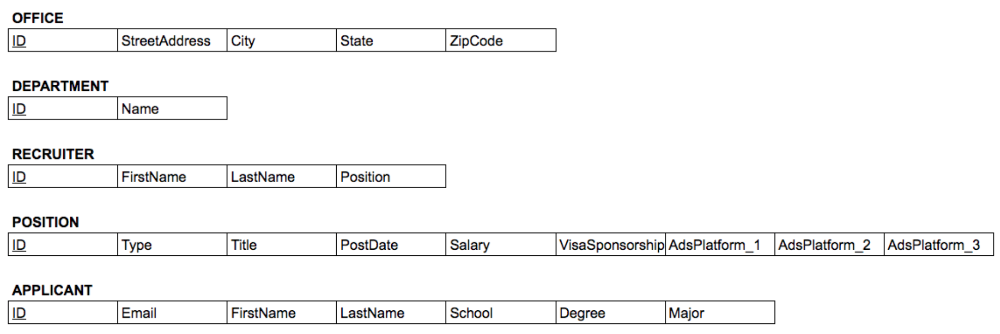 OFFICE
ID StreetAddress City State ZipCode
DEPARTMENT
ID Name
RECRUITER
ID FirstName LastName Position
POSITION
ID Type Title PostDate Salary VisaSponsorship AdsPlatform_1 AdsPlatform_2 AdsPlatform_3
APPLICANT
ID Email FirstName LastName School Degree Major